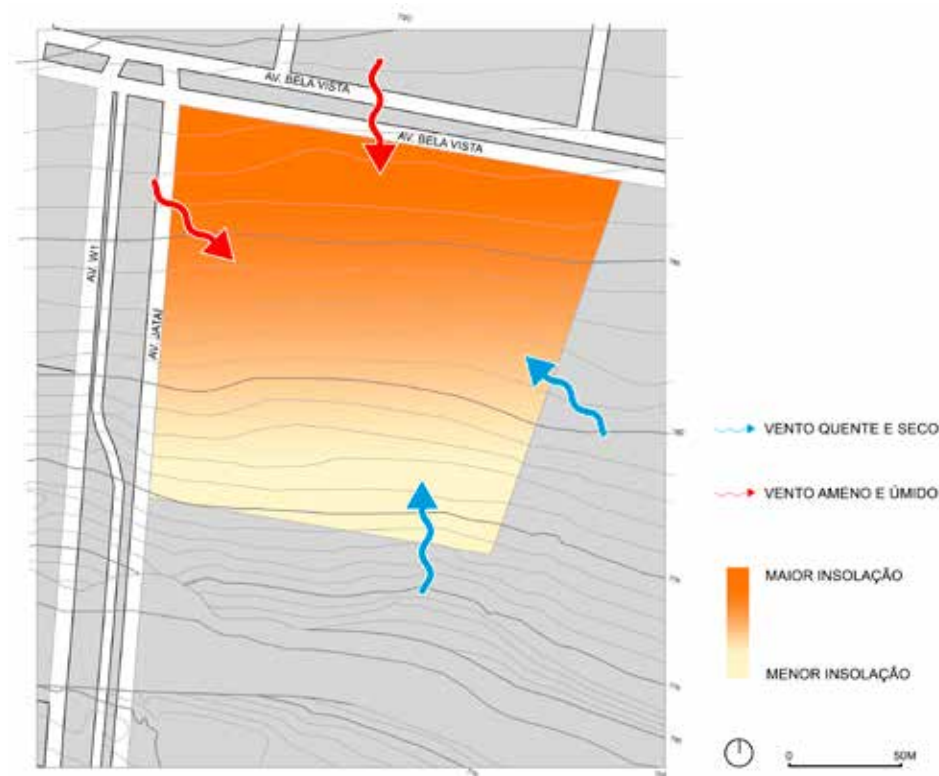 AV. BELA VISTA
AV. BELA VISTA
AV. W1
AV. JATAÍ
VENTO QUENTE E SECO
VENTO AMENO E ÚMIDO
MAIOR INSOLAÇÃO
MENOR INSOLAÇÃO
0 50M